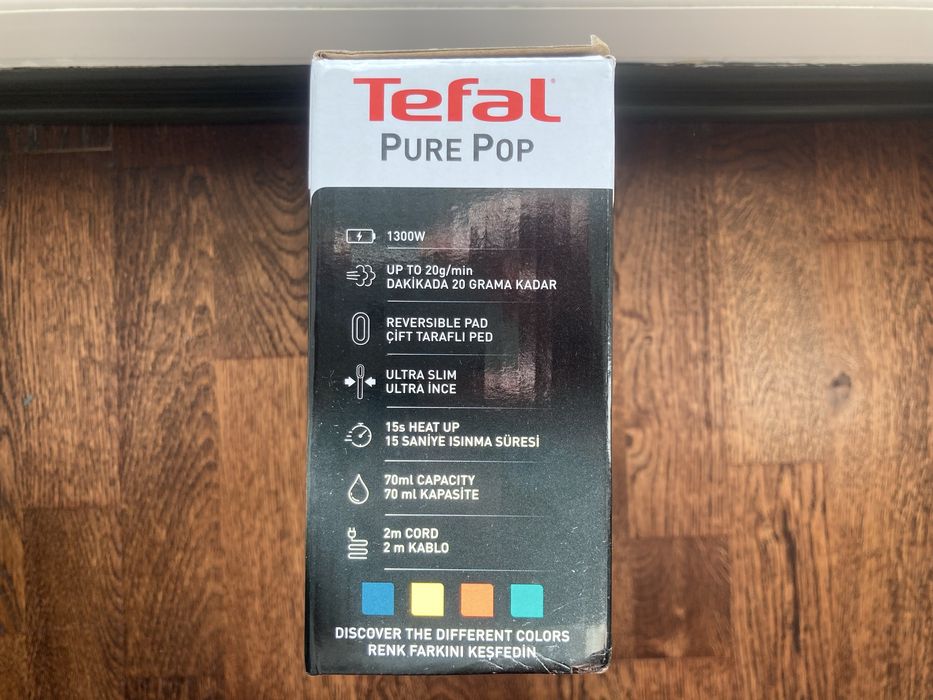 Tefal
PURE POP
1300W
UP TO 20g/min
DAKİKADA 20 GRAMA KADAR
REVERSIBLE PAD
ÇİFT TARAFLI PED
ULTRA SLIM
ULTRA İNCE
15s HEAT UP
15 SANİYE ISINMA SÜRESİ
70ml CAPACITY
70 ml KAPASİTE
2m CORD
2 m KABLO
DISCOVER THE DIFFERENT COLORS
RENK FARKINI KEŞFEDİN